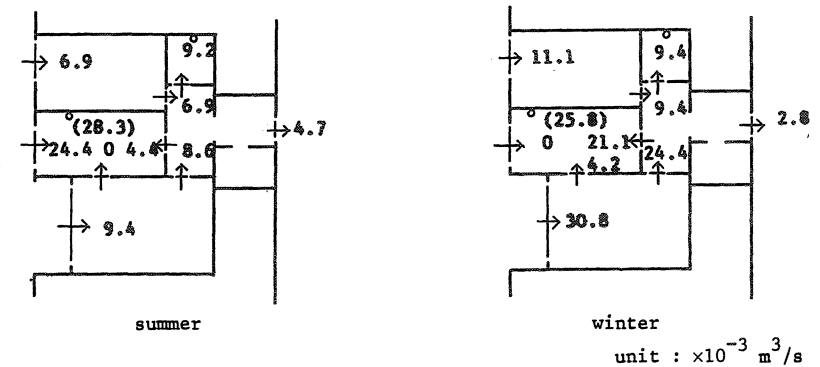 9.2
6.9
6.9
(28.3)
24.4 0 4.4 8.6
4.7
9.4
summer
9.4
11.1
9.4
(25.8)
0 21.1 24.4
4.2
2.8
30.8
winter
unit : ×10⁻³ m³/s